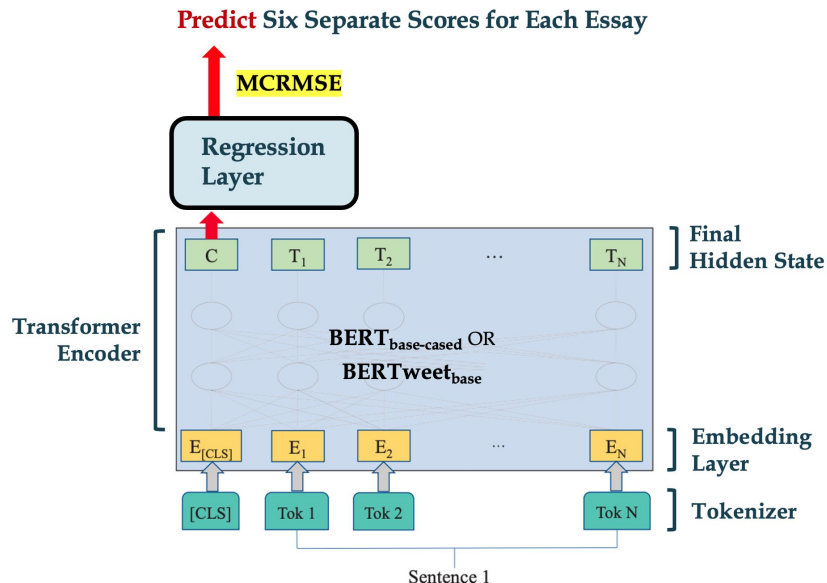 Predict Six Separate Scores for Each Essay
MCRMSE
Regression
Layer
Final
Hidden State
C T1 T2 ... TN
Transformer
Encoder
BERTbase-cased OR
BERTweetbase
E[CLS] E1 E2 ... EN
Embedding
Layer
[CLS] Tok 1 Tok 2 Tok N
Tokenizer
Sentence 1